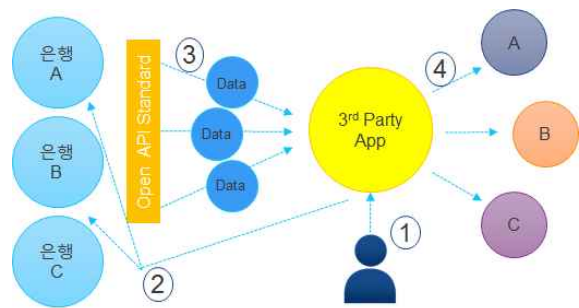 은행
A
은행
B
은행
C
Open API Standard
③
Data
Data
Data
3rd Party
App
①
②
④
A
B
C